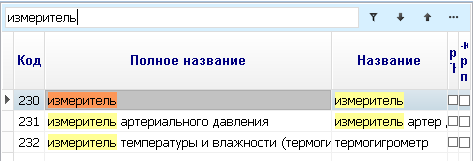 измеритель
Код Полное название Название р -т -к р п
230 измеритель измеритель
231 измеритель артериального давления измеритель артер
232 измеритель температуры и влажности (термоги термогигрометр